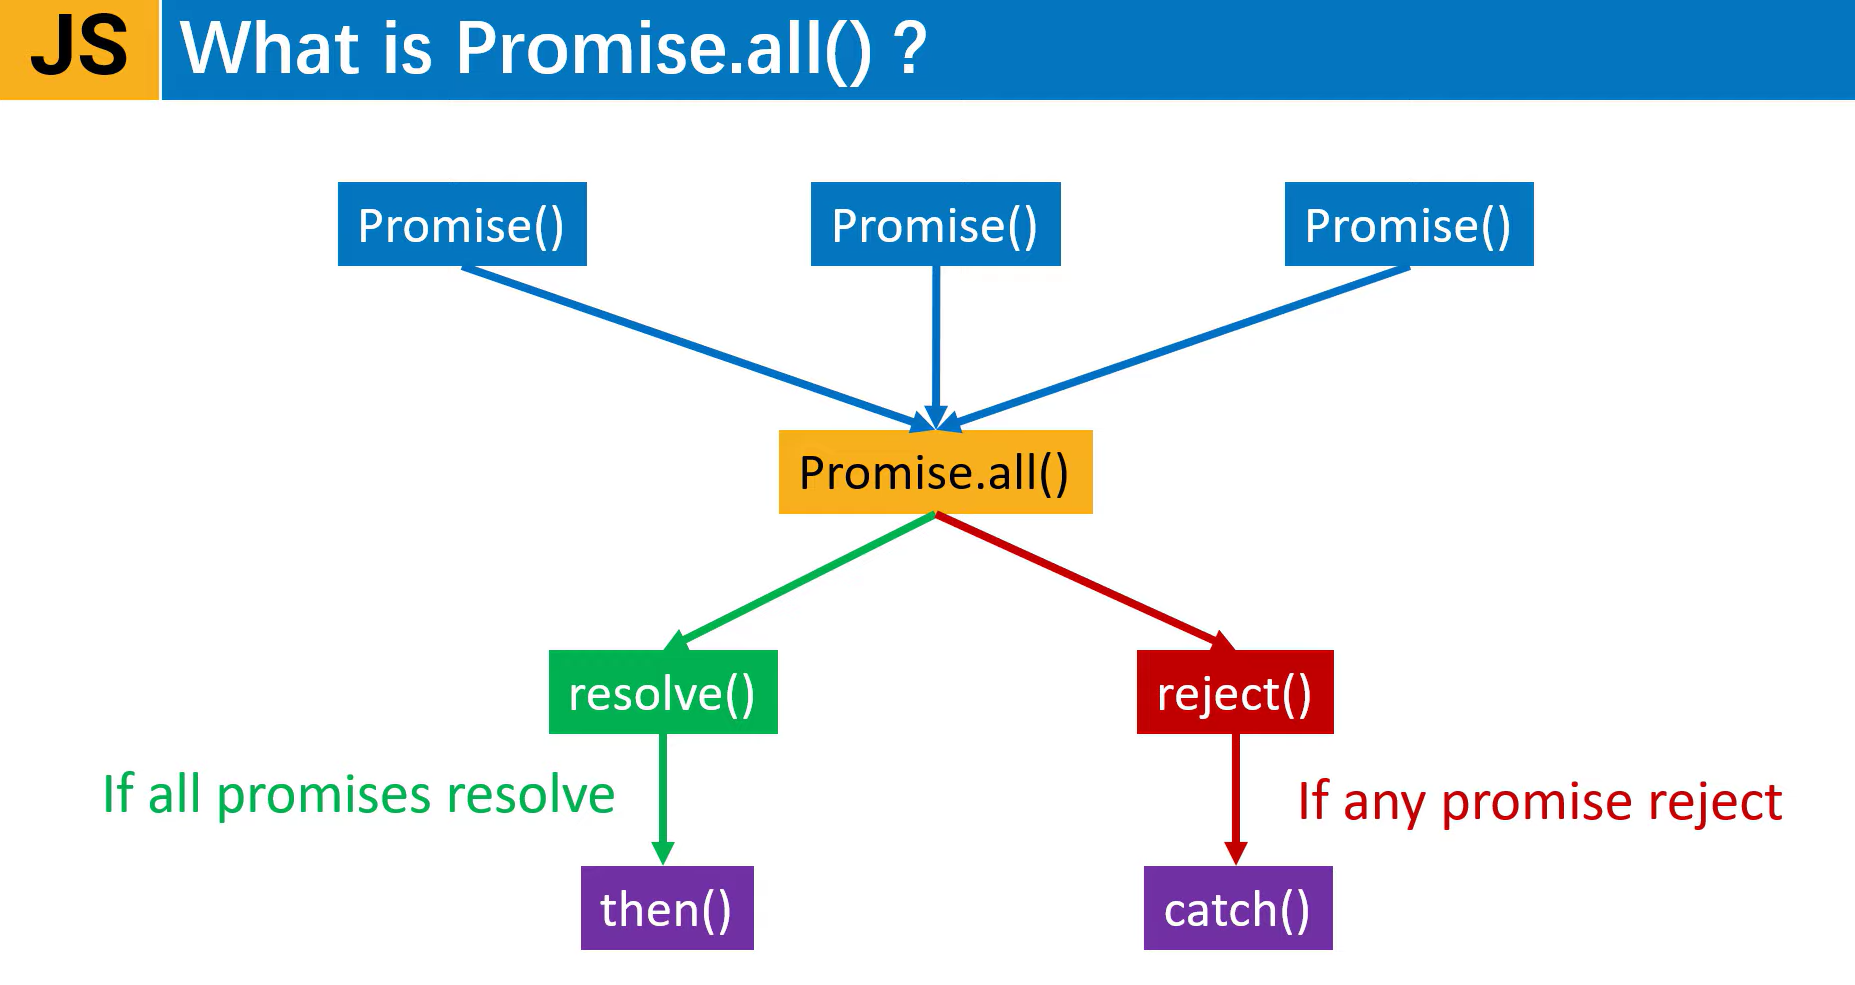 JS
What is Promise.all() ?
Promise()
Promise()
Promise()
Promise.all()
resolve()
reject()
If all promises resolve
If any promise reject
then()
catch()